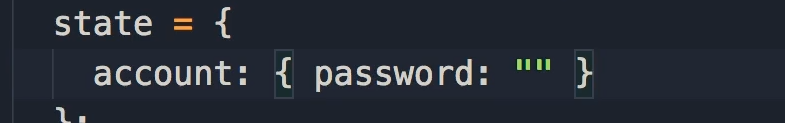 state = {
account: { password: "" }
};